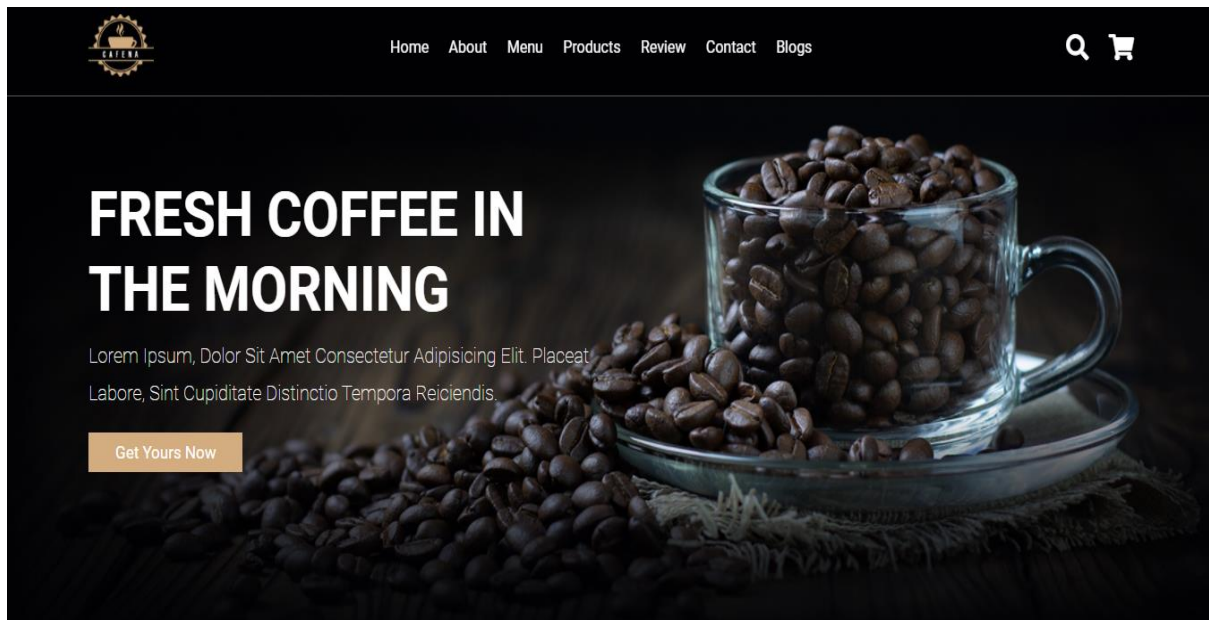 CAFENA
Home About Menu Products Review Contact Blogs
FRESH COFFEE IN
THE MORNING
Lorem Ipsum, Dolor Sit Amet Consectetur Adipisicing Elit. Placeat
Labore, Sint Cupiditate Distinctio Tempora Reiciendis.
Get Yours Now